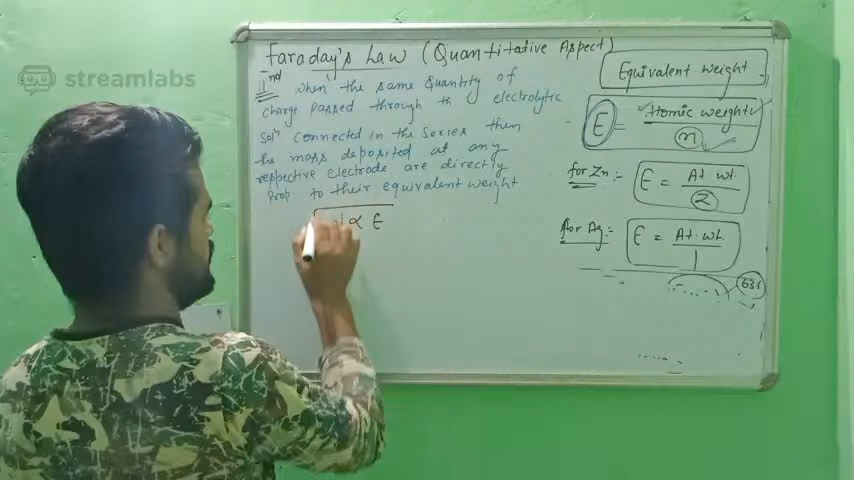 streamlabs
Faraday's Law (Quantitative Aspect)
IInd When the same Quantity of
charge passed through th electrolytic
Soln Connected in the Series then
the mass deposited at any
respective electrode are directly
Prop. to their equivalent weight
∝ E
Equivalent weight
E = Atomic weight
n
for Zn:- E = At wt.
2
for Ag:- E = At. wt.
1